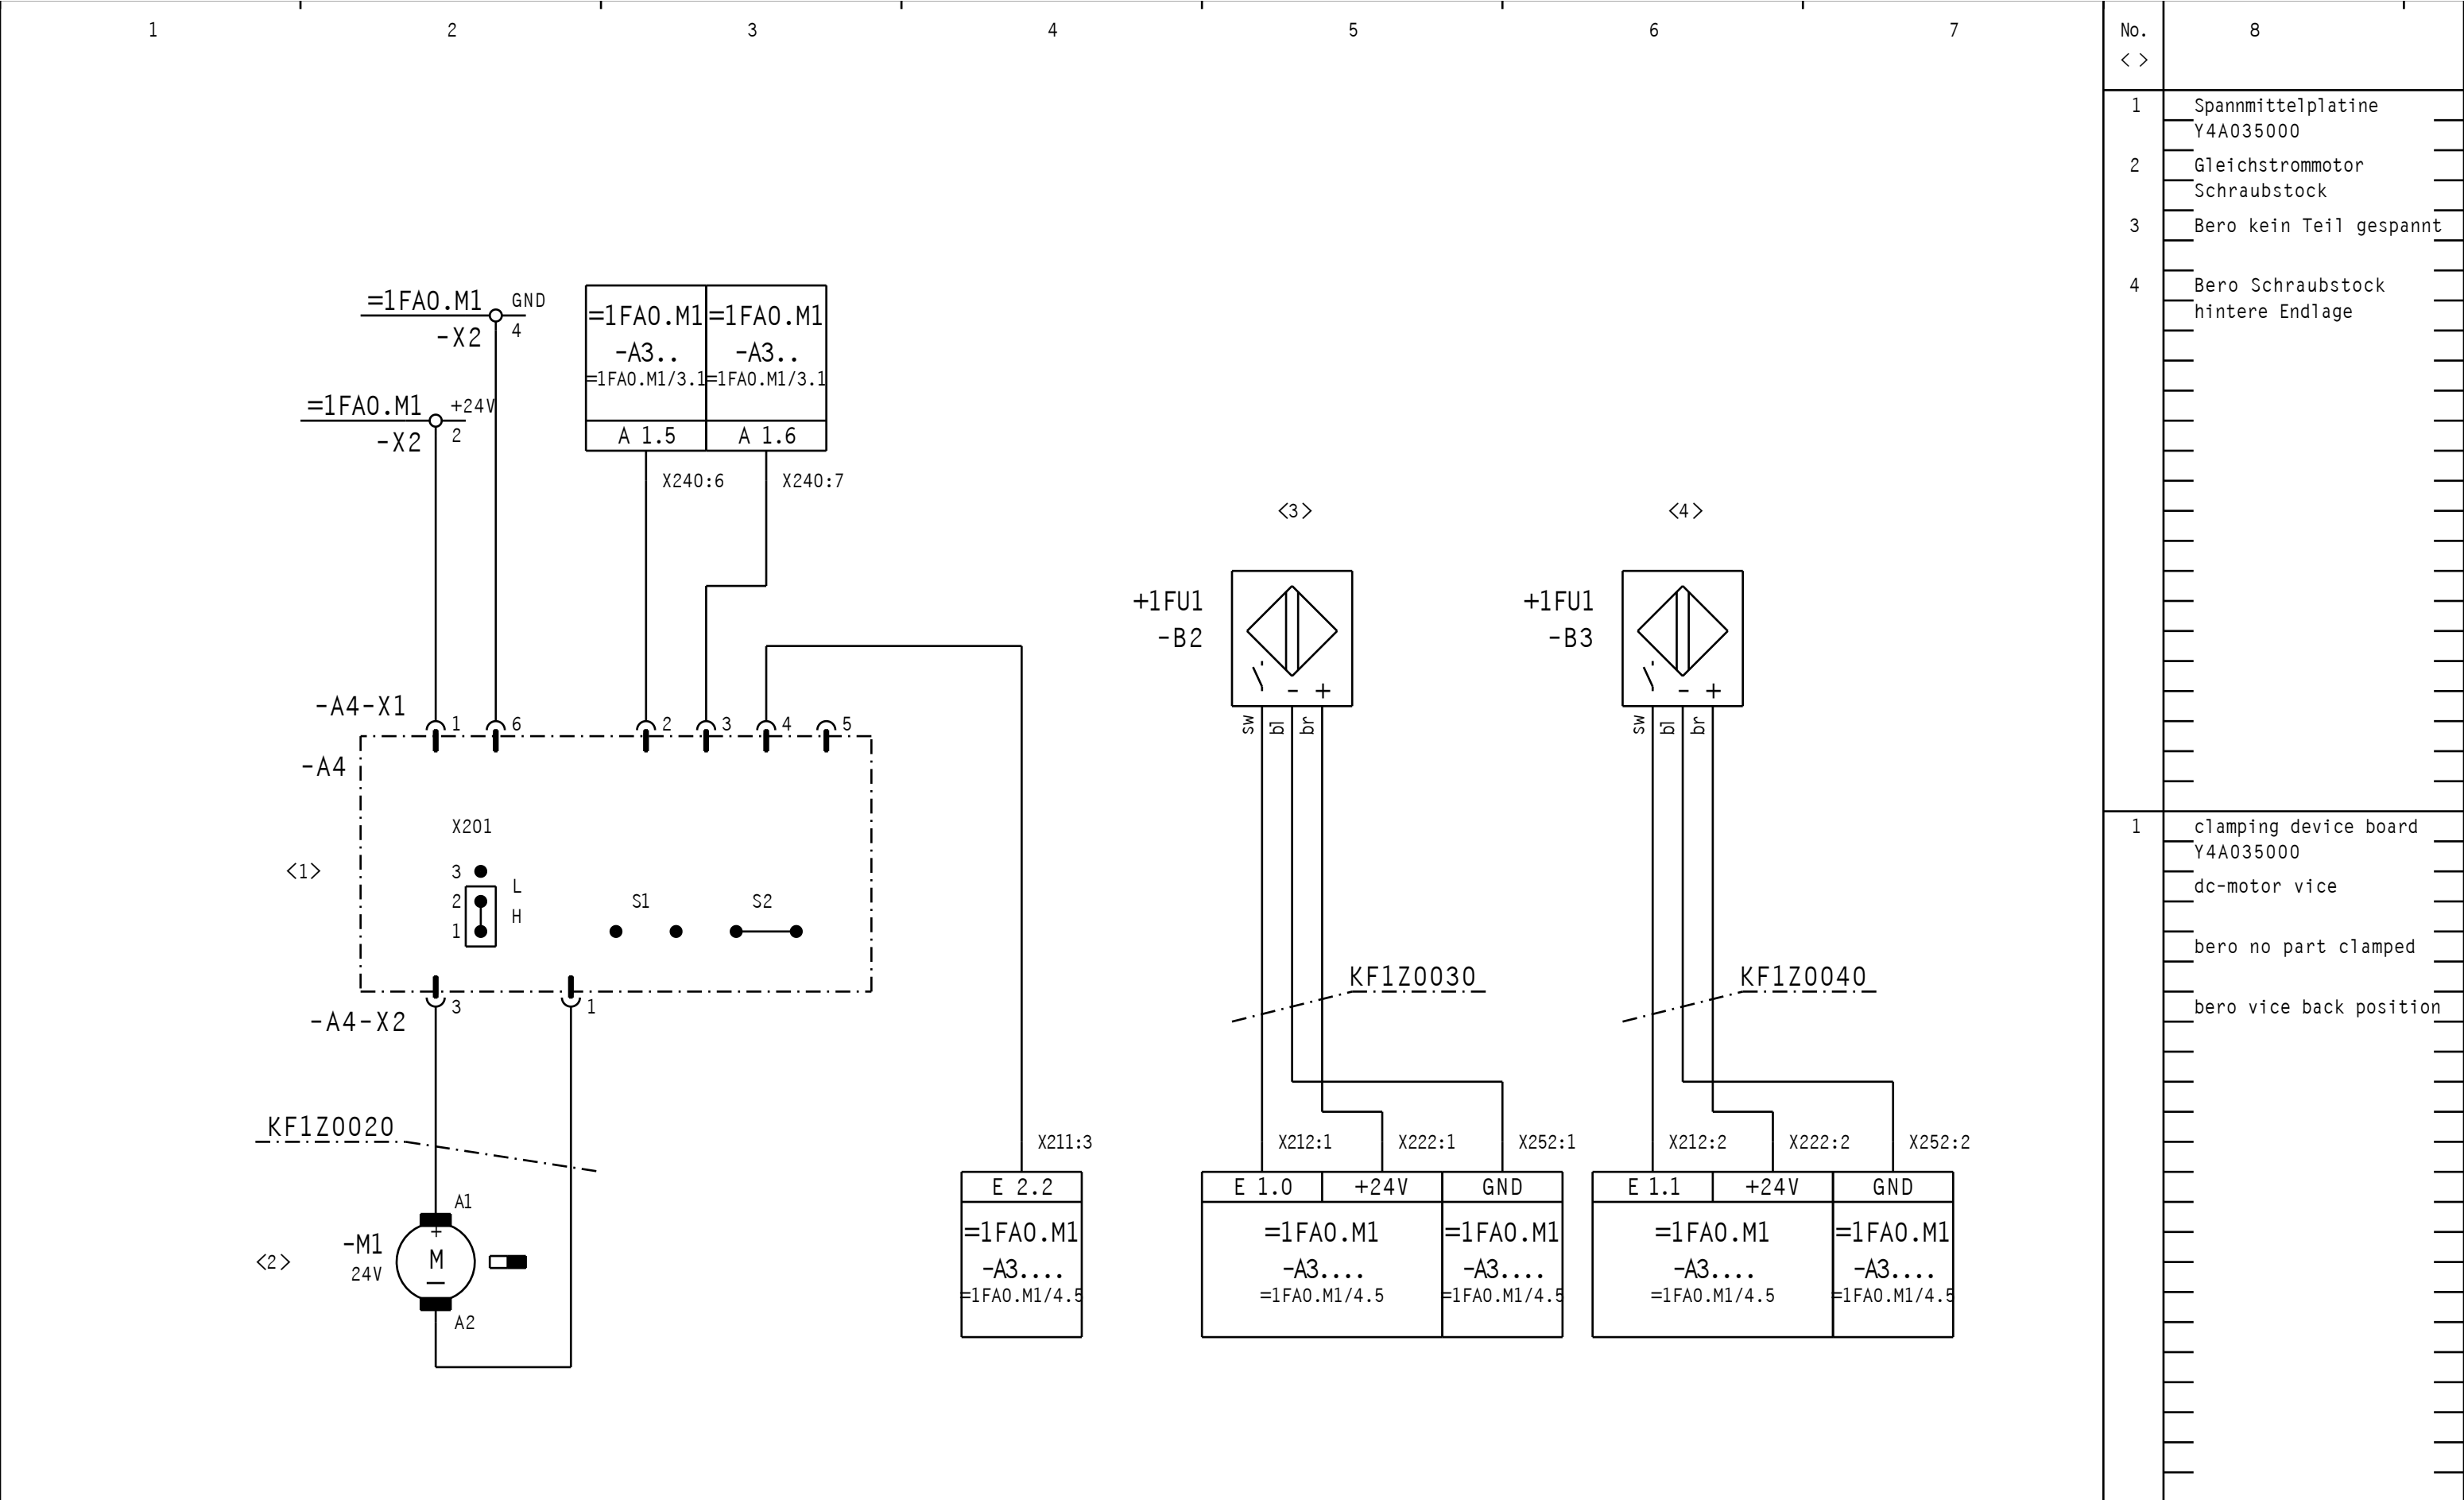 1 2 3 4 5 6 7 No. 8
< >
1 Spannmittelplatine
Y4A035000
2 Gleichstrommotor
Schraubstock
3 Bero kein Teil gespannt
4 Bero Schraubstock
hintere Endlage
1 clamping device board
Y4A035000
dc-motor vice
bero no part clamped
bero vice back position
=1FA0.M1 GND
-X2 4
=1FA0.M1 +24V
-X2 2
=1FA0.M1 =1FA0.M1
-A3.. -A3..
=1FA0.M1/3.1 =1FA0.M1/3.1
A 1.5 A 1.6
X240:6 X240:7
<3> <4>
+1FU1 +1FU1
-B2 -B3
- + - +
sw bl br sw bl br
-A4-X1 1 6 2 3 4 5
-A4
X201
<1> 3
L
2 S1 S2
H
1
-A4-X2 3 1
KF1Z0030 KF1Z0040
KF1Z0020
X211:3 X212:1 X222:1 X252:1 X212:2 X222:2 X252:2
E 2.2 E 1.0 +24V GND E 1.1 +24V GND
=1FA0.M1 =1FA0.M1 =1FA0.M1 =1FA0.M1 =1FA0.M1
-A3.... -A3.... -A3.... -A3.... -A3....
=1FA0.M1/4.5 =1FA0.M1/4.5 =1FA0.M1/4.5 =1FA0.M1/4.5 =1FA0.M1/4.5
A1
+
-M1 M
<2> 24V
A2